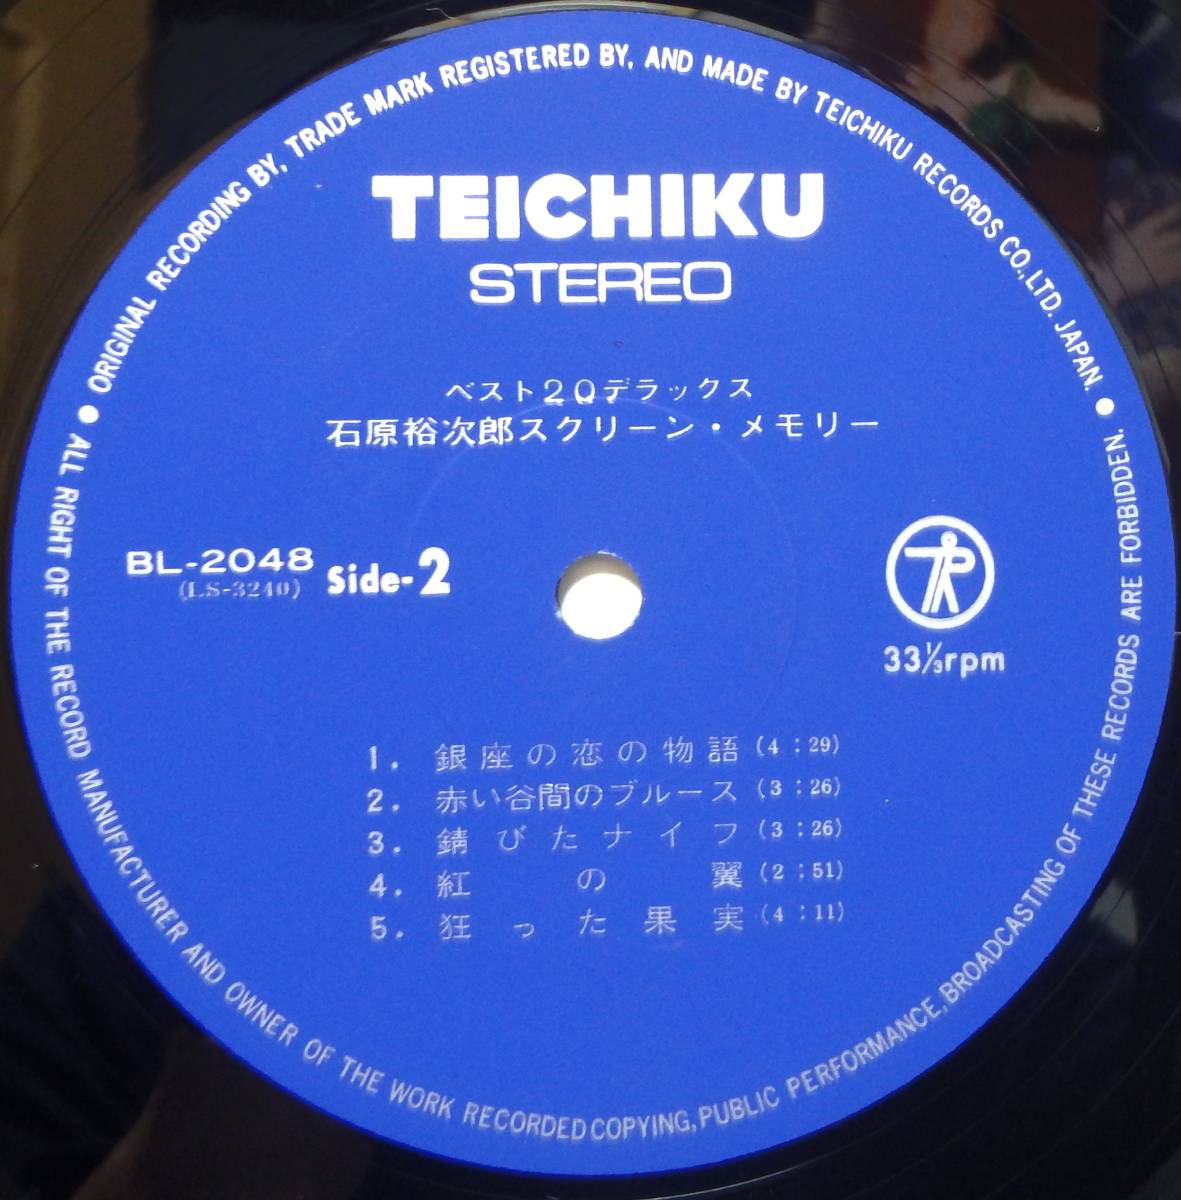 ● ORIGINAL RECORDING BY, TRADE MARK REGISTERED BY, AND MADE BY TEICHIKU RECORDS CO., LTD. JAPAN. ●
TEICHIKU
STEREO
ベスト20デラックス
石原裕次郎スクリーン・メモリー
BL-2048
(LS-3240)
Side-2
33⅓rpm
1. 銀座の恋の物語 (4:29)
2. 赤い谷間のブルース (3:26)
3. 錆びたナイフ (3:26)
4. 紅の翼 (2:51)
5. 狂った果実 (4:11)
ALL RIGHT OF THE RECORD MANUFACTURER AND OWNER OF THE WORK RECORDED COPYING, PUBLIC PERFORMANCE, BROADCASTING OF THESE RECORDS ARE FORBIDDEN.